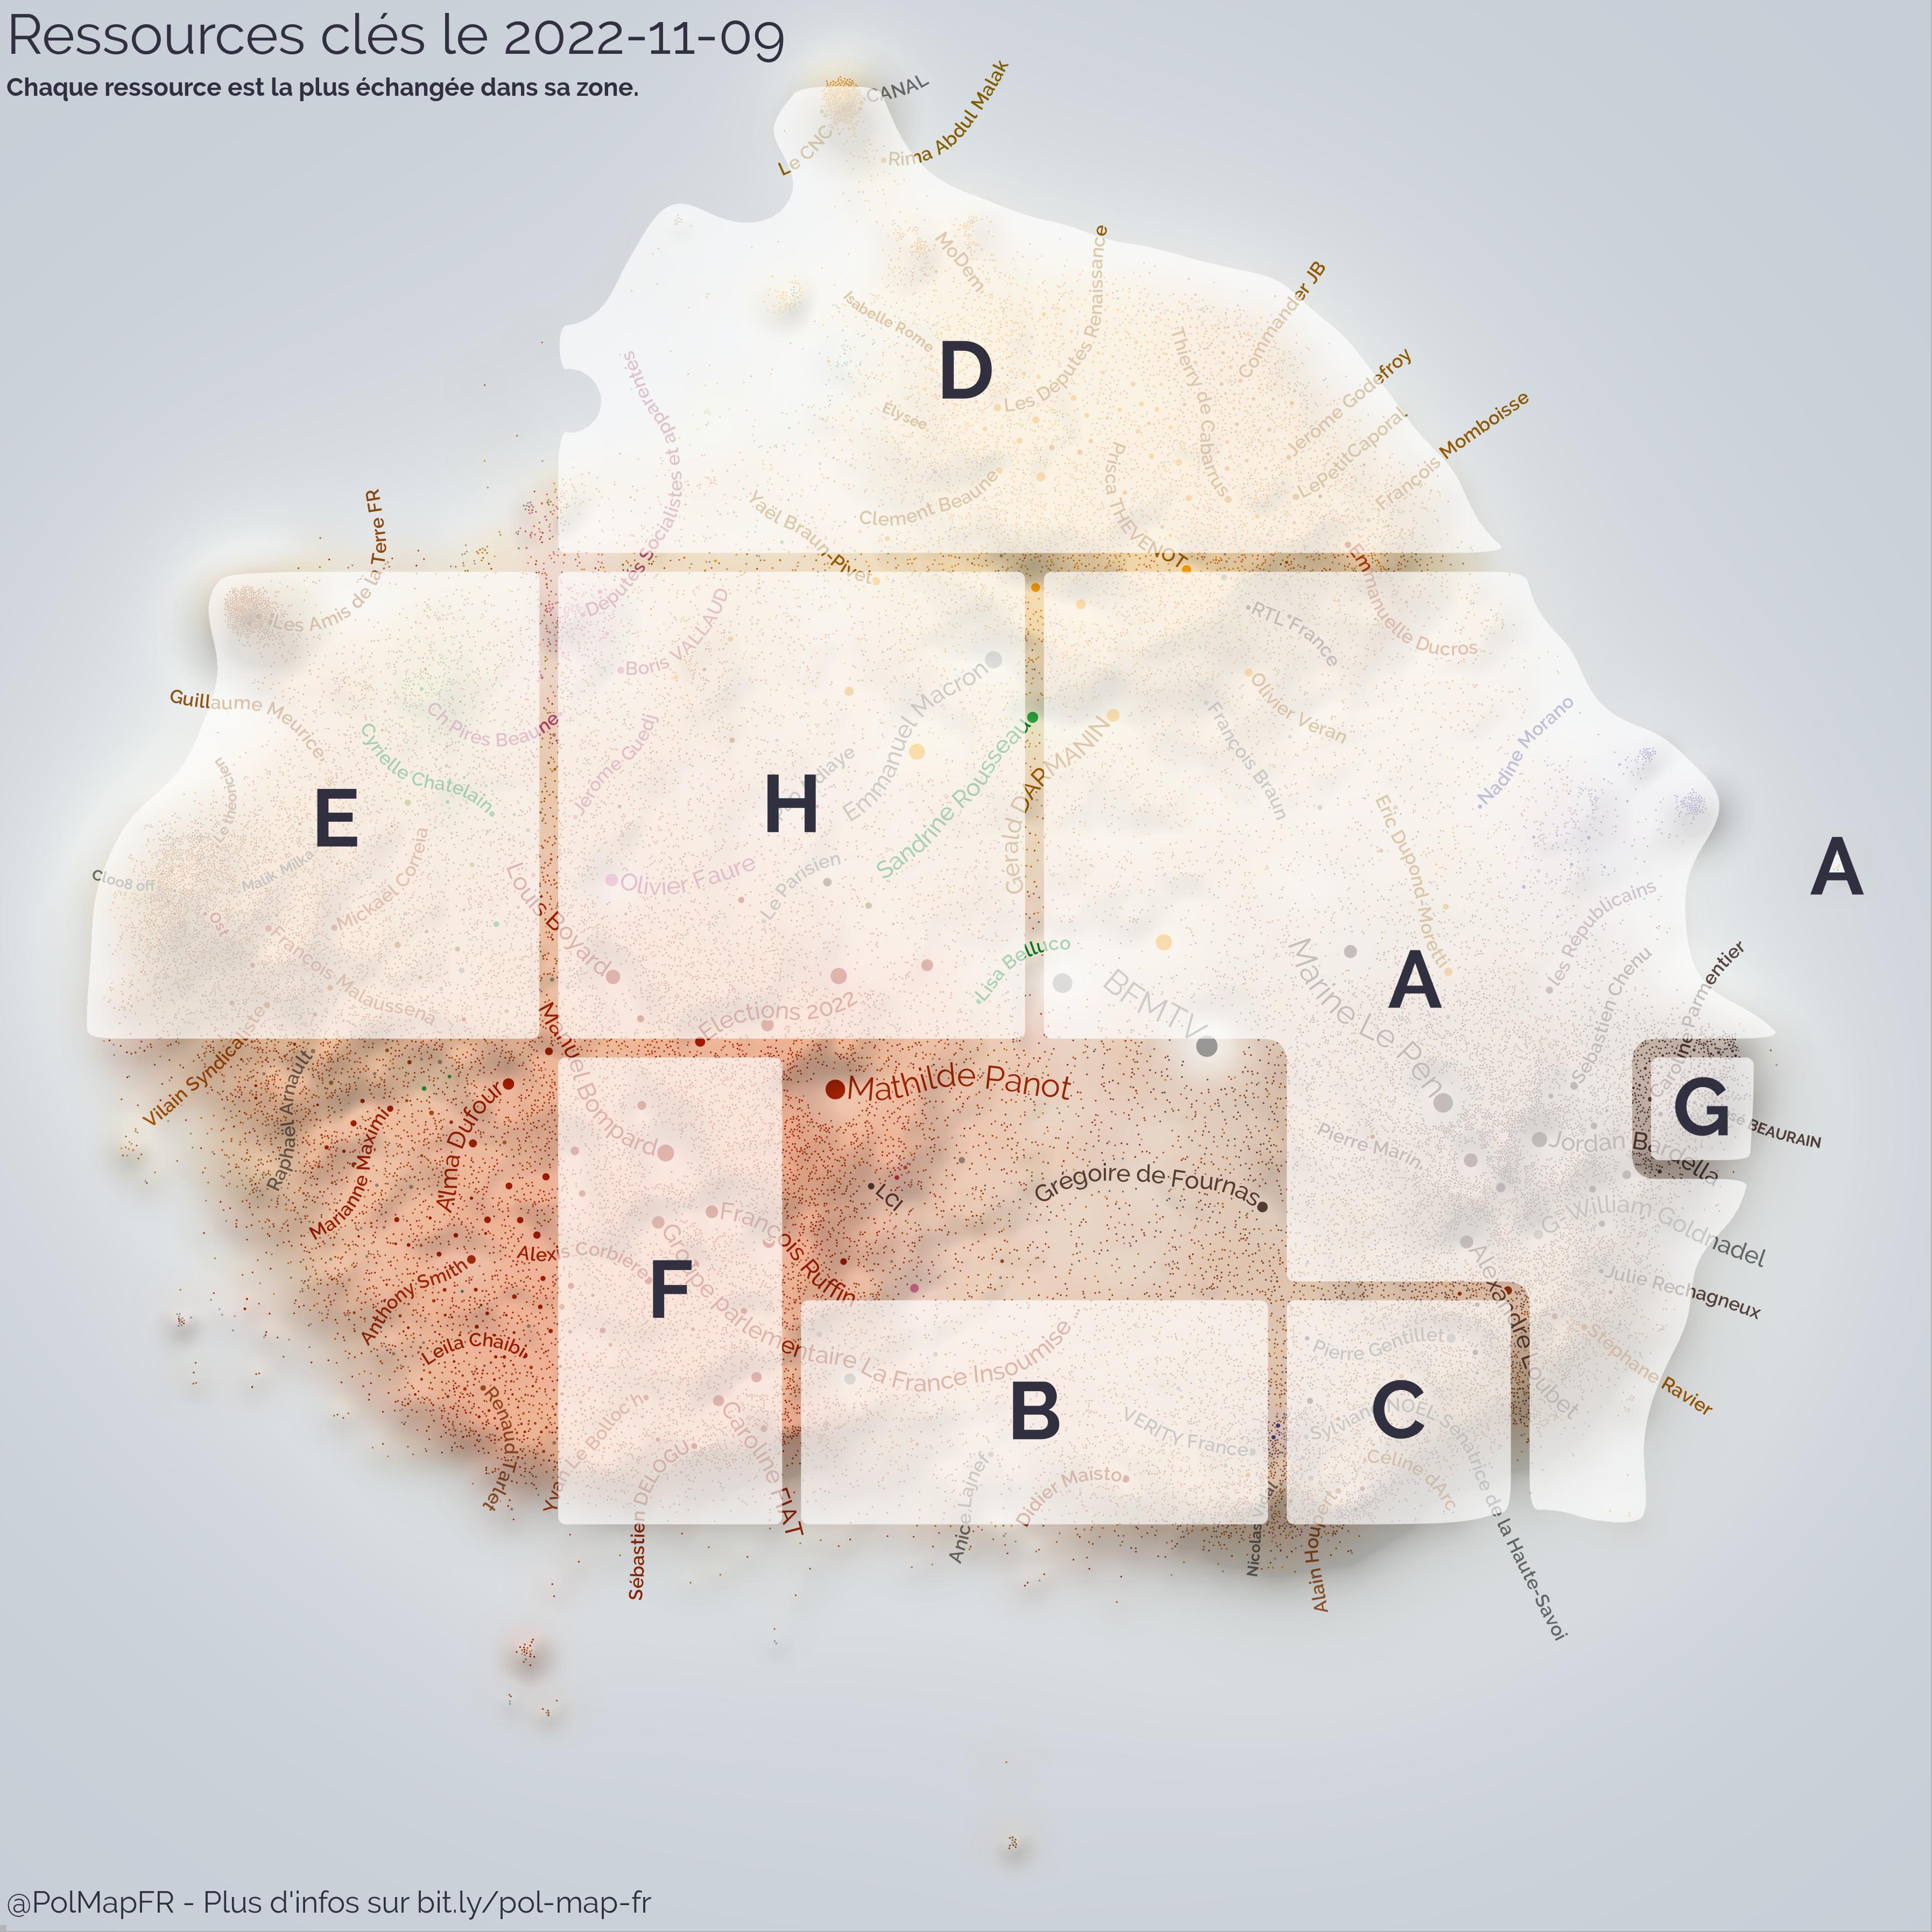 Ressources clés le 2022-11-09
Chaque ressource est la plus échangée dans sa zone.
CANAL
Le CNC
Rima Abdul Malak
MoDem
Isabelle Rome
Les Députés Renaissance
Commander JB
Thierry de Cabarrus
D
Élysée
Jérôme Godefroy
LePetitCaporal
François Momboisse
Prisca THEVENOT
Clement Beaune
Yaël Braun-Pivet
Députés Socialistes et apparentés
Les Amis de la Terre FR
Emmanuelle Ducros
RTL France
Boris VALLAUD
Guillaume Meurice
Ch Pires Beaune
Cyrielle Chatelain
Jérome Guedj
Emmanuel Macron
Sandrine Rousseau
Gérald DARMANIN
Olivier Véran
François Braun
Nadine Morano
Le théoricien
E
H
A
A
Eric Dupond-Moretti
Cloo8 off
Malik Milka
Mickaël Correia
Louis Boyard
Olivier Faure
Le Parisien
les Républicains
François Malaussena
Lisa Belluco
BFMTV
Marine Le Pen
Sébastien Chenu
Caroline Parmentier
Élections 2022
Vilain Syndicaliste
Raphaël Arnault
Manuel Bompard
Mathilde Panot
Alma Dufour
Marianne Maximi
G
BEAURAIN
Pierre Marin
Jordan Bardella
LCI
Grégoire de Fournas
François Ruffin
Alexis Corbière
Groupe parlementaire La France Insoumise
G-William Goldnadel
Julie Rechagneux
Alexandre Loubet
F
Anthony Smith
Leïla Chaibi
Stéphane Ravier
Pierre Gentillet
B
C
Renaud Tarlet
Yvan Le Bolloc'h
Sébastien DELOGU
Caroline FIAT
VERITY France
Sylviane NOËL Sénatrice de la Haute-Savoi
Céline dArc
Anice Lajnef
Didier Maïsto
Nicolas
Alain Houpert
@PolMapFR - Plus d'infos sur bit.ly/pol-map-fr